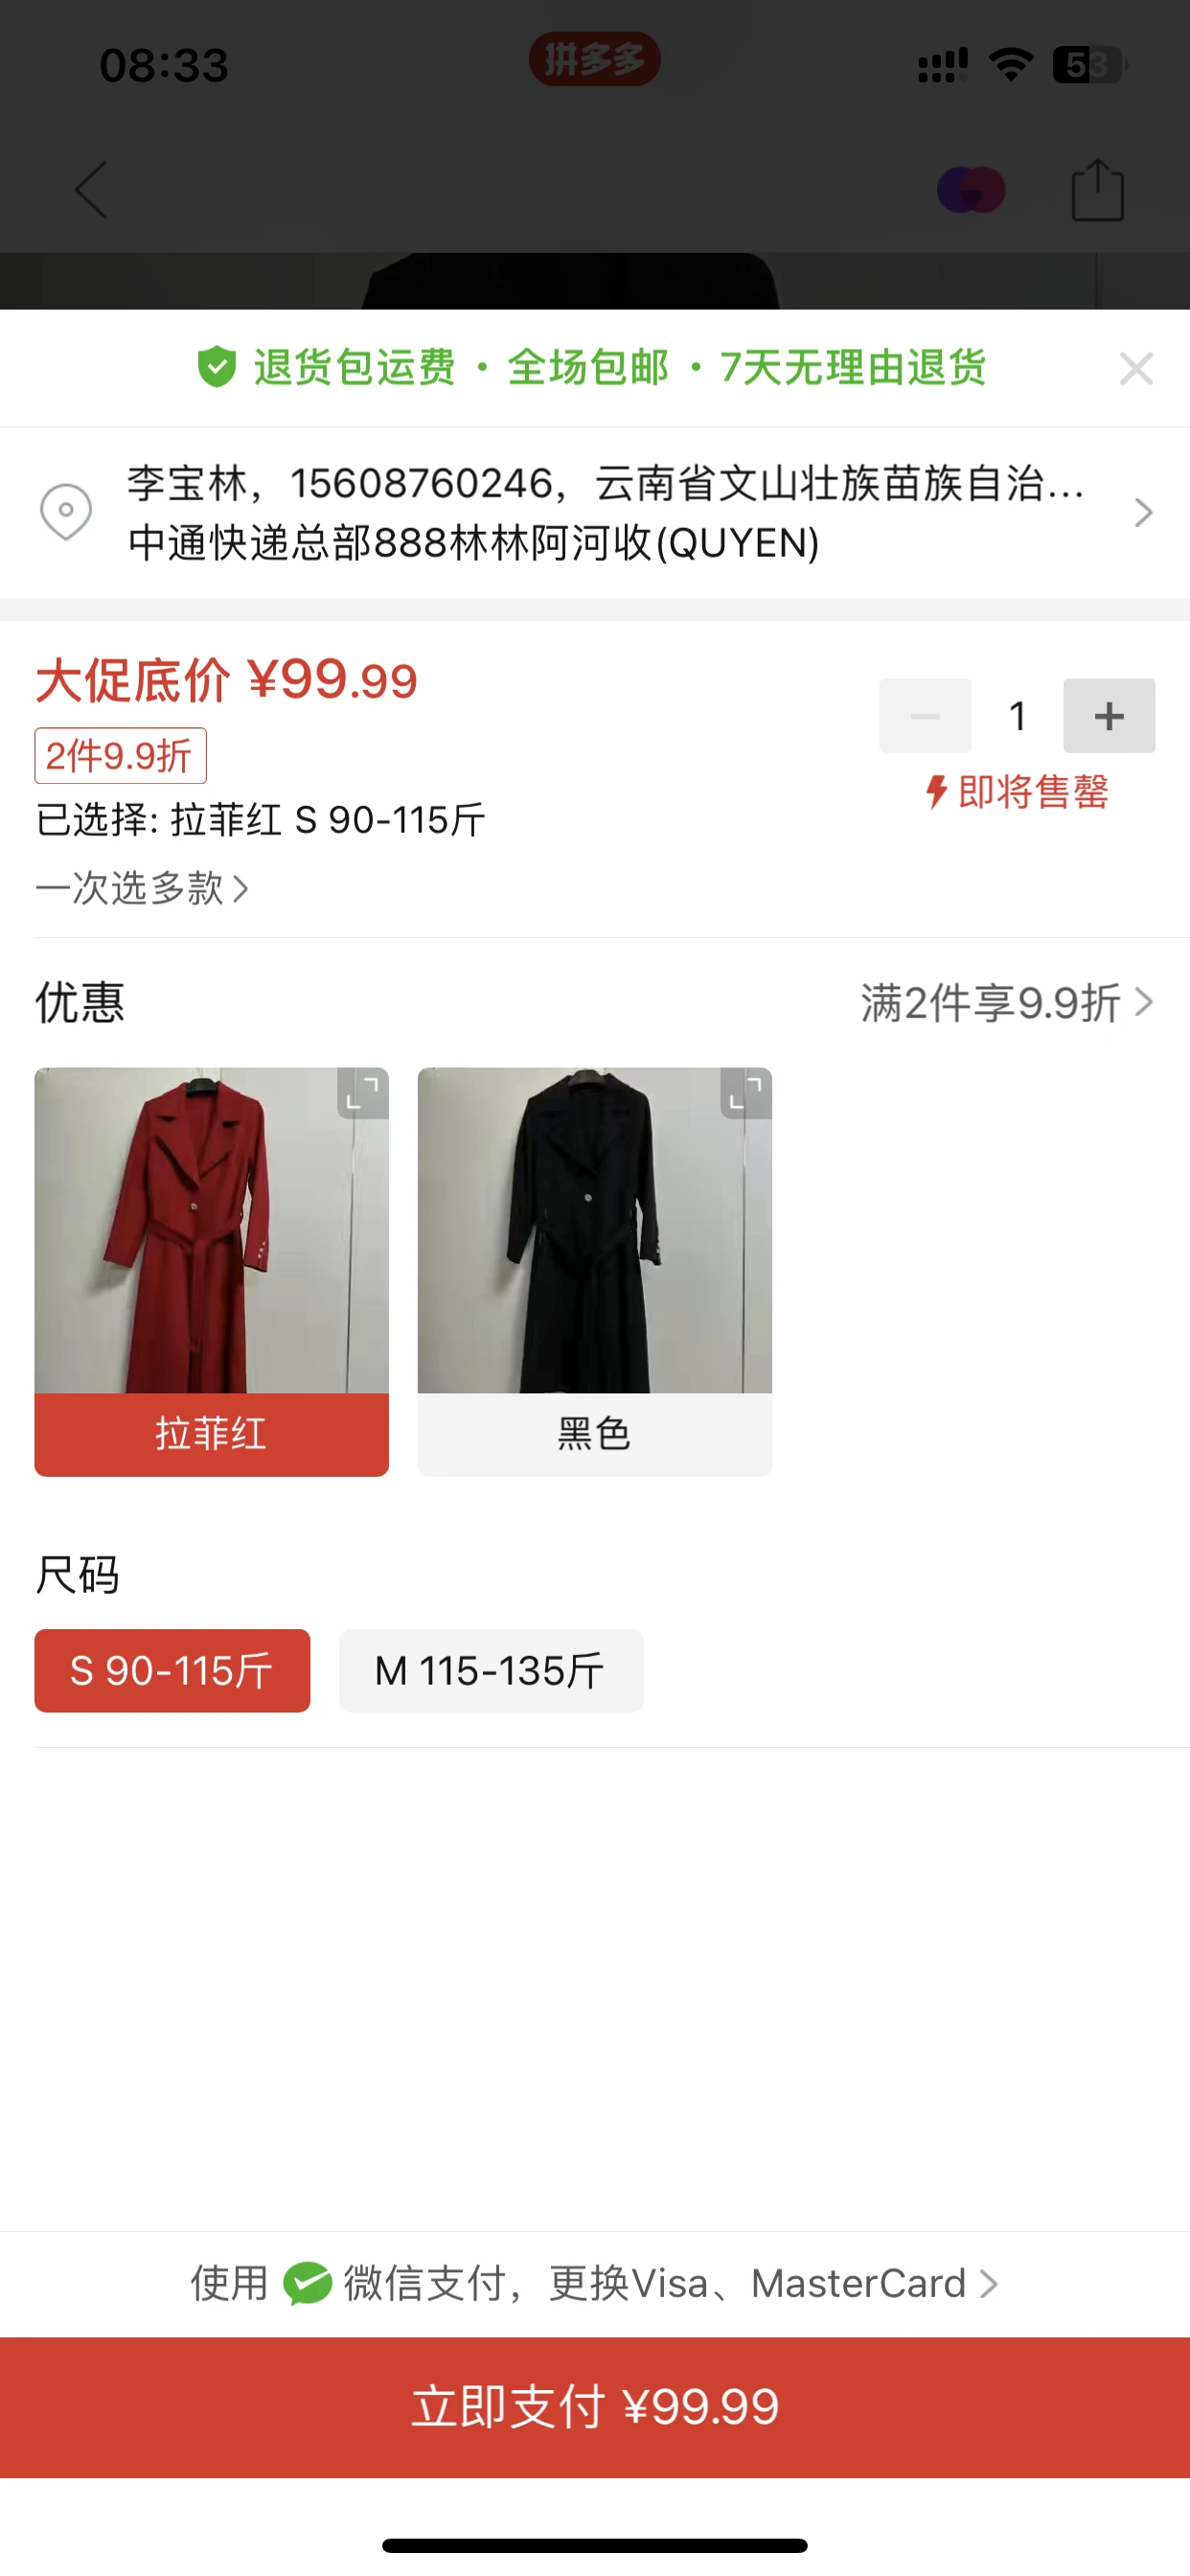 08:33
拼多多
53
退货包运费 · 全场包邮 · 7天无理由退货
李宝林，15608760246，云南省文山壮族苗族自治...
中通快递总部888林林阿河收(QUYEN)
大促底价 ¥99.99
1
2件9.9折
即将售罄
已选择: 拉菲红 S 90-115斤
一次选多款
优惠
满2件享9.9折
拉菲红
黑色
尺码
S 90-115斤
M 115-135斤
使用 微信支付，更换Visa、MasterCard
立即支付 ¥99.99